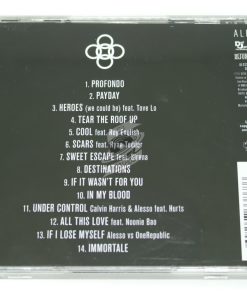 1. PROFONDO
2. PAYDAY
3. HEROES (we could be) feat. Tove Lo
4. TEAR THE ROOF UP
5. COOL feat. Roy English
6. SCARS feat. Ryan Tedder
7. SWEET ESCAPE feat. Sirena
8. DESTINATIONS
9. IF IT WASN'T FOR YOU
10. IN MY BLOOD
11. UNDER CONTROL Calvin Harris & Alesso feat. Hurts
12. ALL THIS LOVE feat. Noonie Bao
13. IF I LOSE MYSELF Alesso vs OneRepublic
14. IMMORTALE